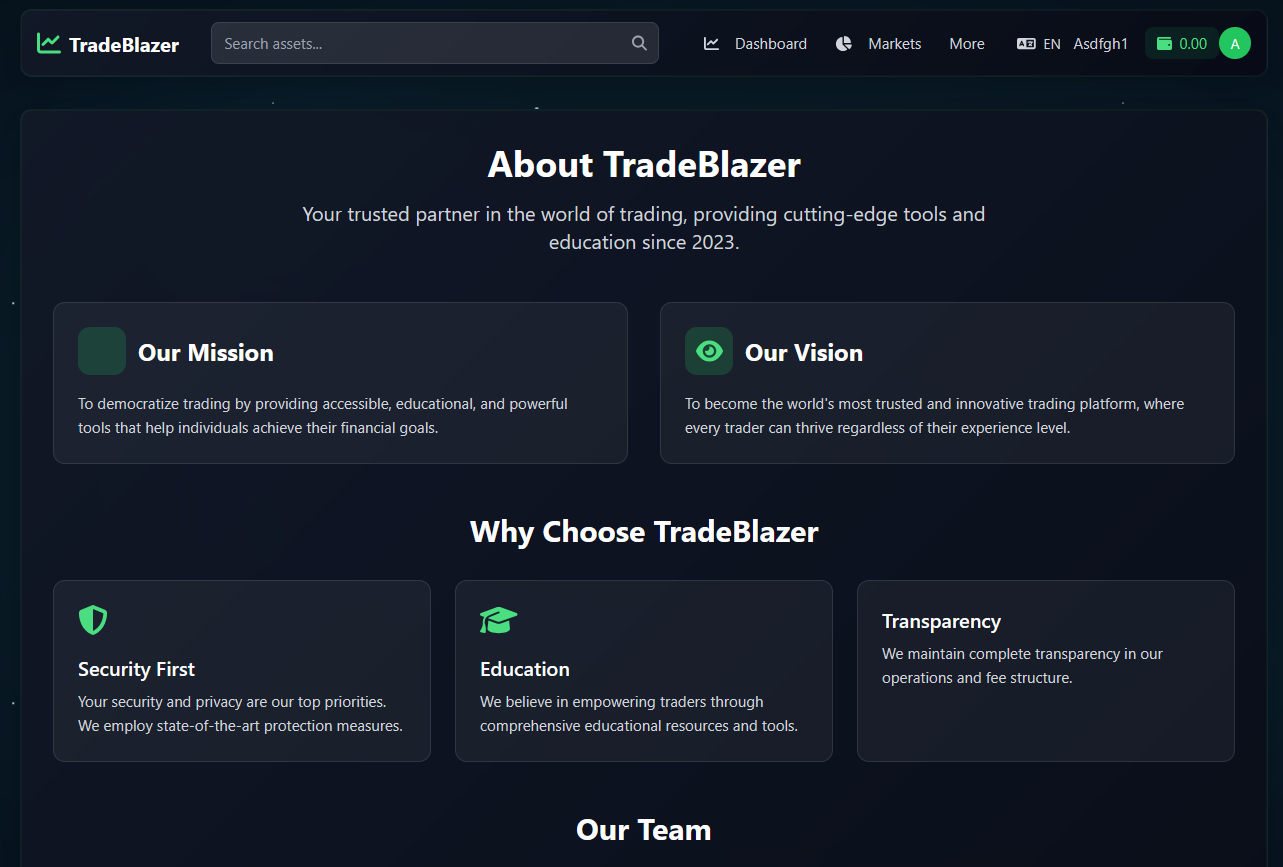 TradeBlazer
Search assets...
Dashboard
Markets
More
EN
Asdfgh1
0.00
A
About TradeBlazer
Your trusted partner in the world of trading, providing cutting-edge tools and
education since 2023.
Our Mission
To democratize trading by providing accessible, educational, and powerful
tools that help individuals achieve their financial goals.
Our Vision
To become the world's most trusted and innovative trading platform, where
every trader can thrive regardless of their experience level.
Why Choose TradeBlazer
Security First
Your security and privacy are our top priorities.
We employ state-of-the-art protection measures.
Education
We believe in empowering traders through
comprehensive educational resources and tools.
Transparency
We maintain complete transparency in our
operations and fee structure.
Our Team